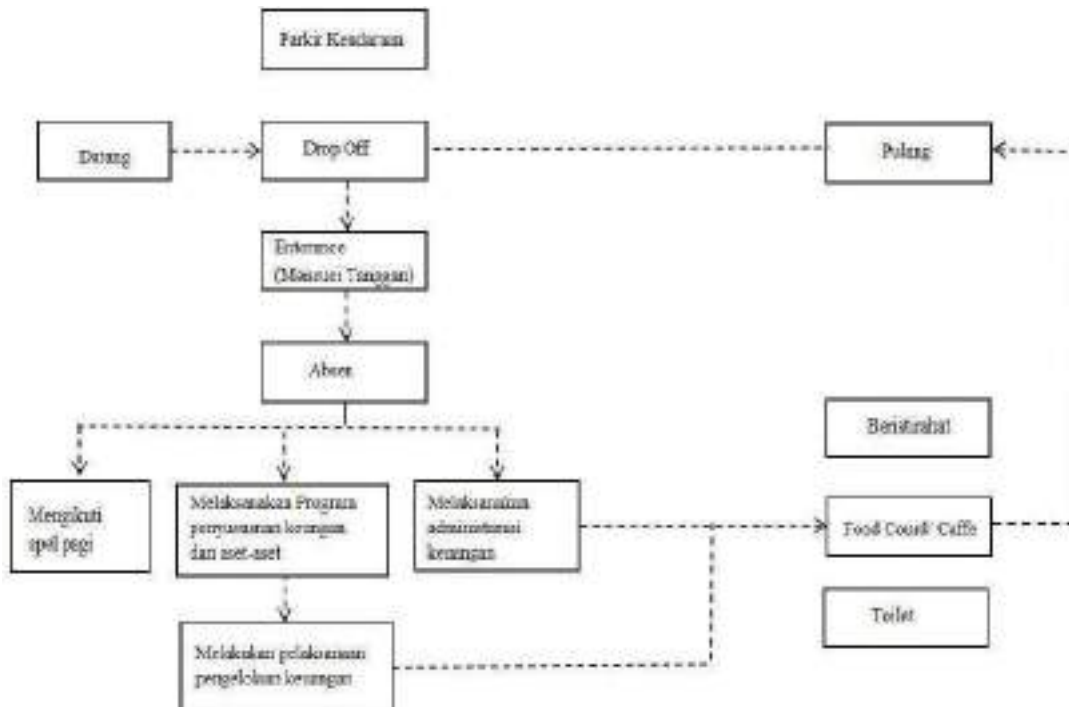 Parkir Kendaraan
Datang
Drop Off
Pulang
Enterance
(Mencuci Tanggan)
Absen
Beristirahat
Mengikuti
apel pagi
Melaksanakan Program
penyusunan keuangan
dan aset-aset
Melaksanakan
administrasi
keuangan
Food Court/ Caffe
Toilet
Melakukan pelaksanaan
pengelolaan keuangan